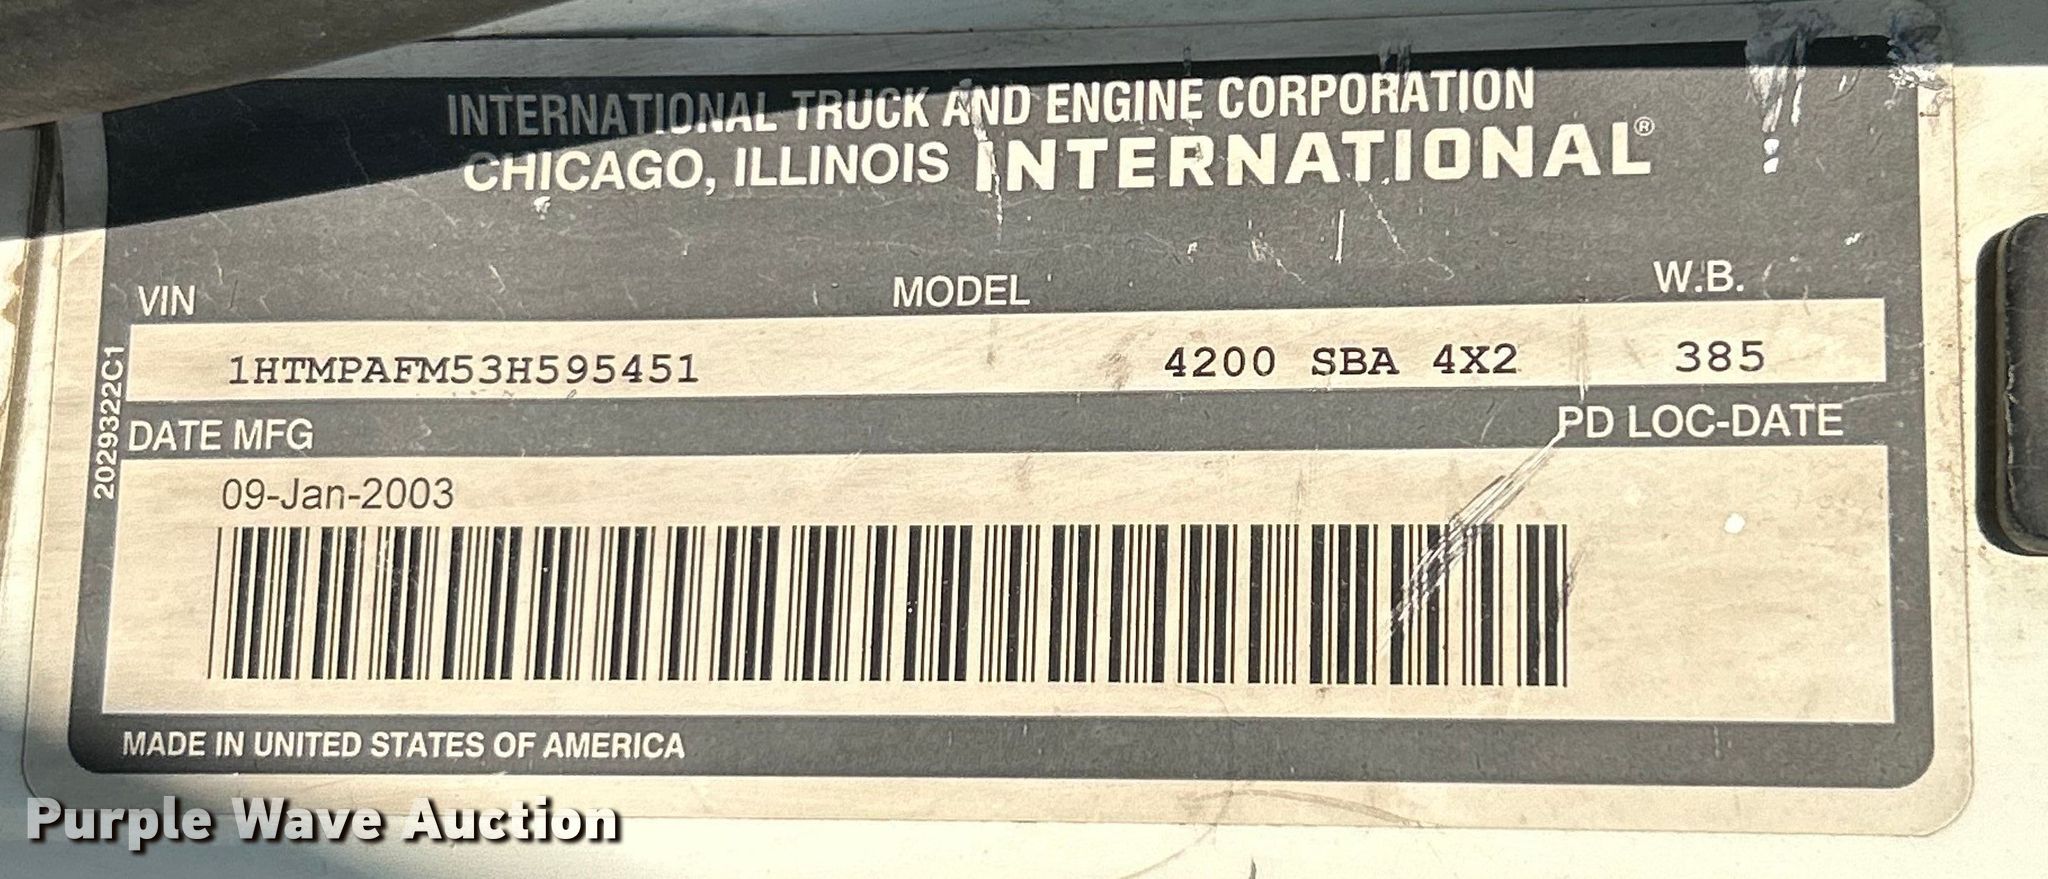 INTERNATIONAL TRUCK AND ENGINE CORPORATION
CHICAGO, ILLINOIS INTERNATIONAL®
VIN MODEL W.B.
1HTMPAFM53H595451 4200 SBA 4X2 385
2029322C1
DATE MFG PD LOC-DATE
09-Jan-2003
MADE IN UNITED STATES OF AMERICA
Purple Wave Auction